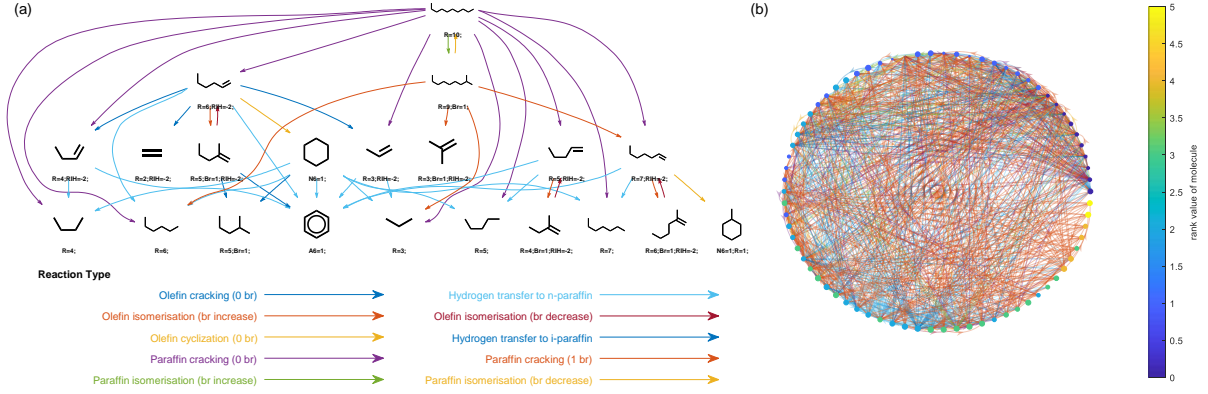 (a)
(b)
R=10;
R=6;RIH=-2;
R=9;Br=1;
R=4;RIH=-2;
R=2;RIH=-2;
R=5;Br=1;RIH=-2;
N6=1;
R=3;RIH=-2;
R=3;Br=1;RIH=-2;
R=5;RIH=-2;
R=7;RIH=-2;
R=4;
R=6;
R=5;Br=1;
A6=1;
R=3;
R=5;
R=4;Br=1;RIH=-2;
R=7;
R=6;Br=1;RIH=-2;
N6=1;R=1;
Reaction Type
Olefin cracking (0 br)
Olefin isomerisation (br increase)
Olefin cyclization (0 br)
Paraffin cracking (0 br)
Paraffin isomerisation (br increase)
Hydrogen transfer to n-paraffin
Olefin isomerisation (br decrease)
Hydrogen transfer to i-paraffin
Paraffin cracking (1 br)
Paraffin isomerisation (br decrease)
5
4.5
4
3.5
3
2.5
2
1.5
1
0.5
0
rank value of molecule